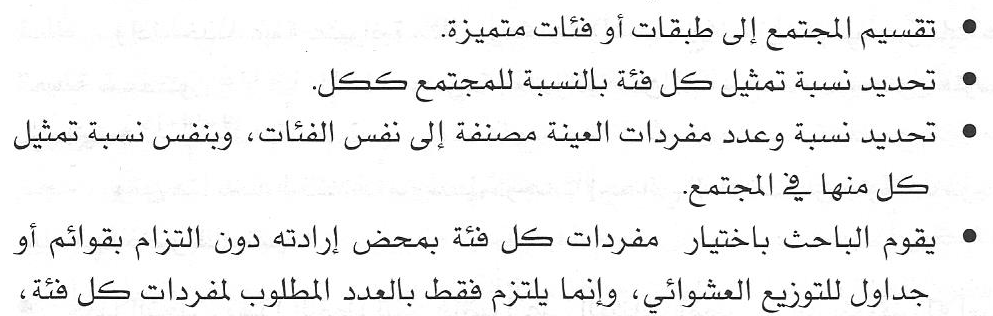 • تقسيم المجتمع إلى طبقات أو فئات متميزة.
• تحديد نسبة تمثيل كل فئة بالنسبة للمجتمع ككل.
• تحديد نسبة وعدد مفردات العينة مصنفة إلى نفس الفئات، وبنفس نسبة تمثيل
كل منها في المجتمع.
• يقوم الباحث باختيار مفردات كل فئة بمحض إرادته دون التزام بقوائم أو
جداول للتوزيع العشوائي، وإنما يلتزم فقط بالعدد المطلوب لمفردات كل فئة،